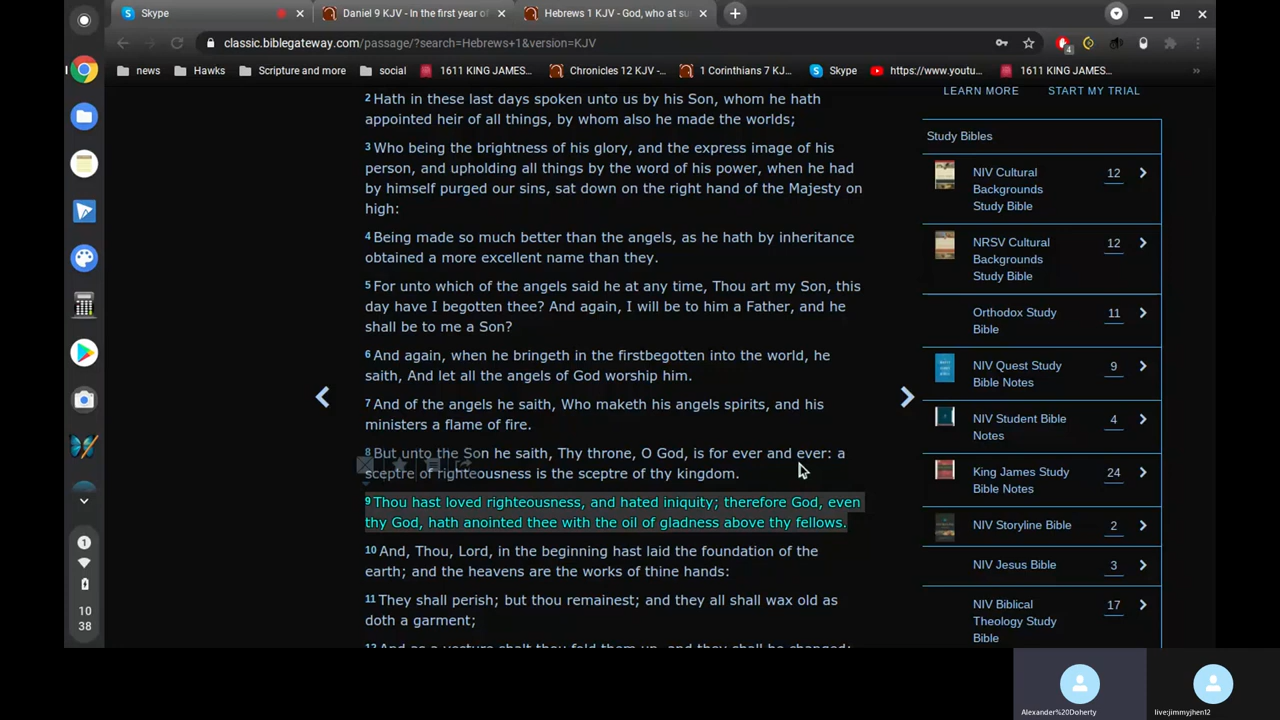 Skype
Daniel 9 KJV - In the first year of
Hebrews 1 KJV - God, who at su
classic.biblegateway.com/passage/?search=Hebrews+1&version=KJV
4
news
Hawks
Scripture and more
social
1611 KING JAMES...
Chronicles 12 KJV -...
1 Corinthians 7 KJ...
Skype
https://www.youtu...
1611 KING JAMES...
»
2 Hath in these last days spoken unto us by his Son, whom he hath
appointed heir of all things, by whom also he made the worlds;
3 Who being the brightness of his glory, and the express image of his
person, and upholding all things by the word of his power, when he had
by himself purged our sins, sat down on the right hand of the Majesty on
high:
4 Being made so much better than the angels, as he hath by inheritance
obtained a more excellent name than they.
5 For unto which of the angels said he at any time, Thou art my Son, this
day have I begotten thee? And again, I will be to him a Father, and he
shall be to me a Son?
6 And again, when he bringeth in the firstbegotten into the world, he
saith, And let all the angels of God worship him.
7 And of the angels he saith, Who maketh his angels spirits, and his
ministers a flame of fire.
8 But unto the Son he saith, Thy throne, O God, is for ever and ever: a
sceptre of righteousness is the sceptre of thy kingdom.
9 Thou hast loved righteousness, and hated iniquity; therefore God, even
thy God, hath anointed thee with the oil of gladness above thy fellows.
10 And, Thou, Lord, in the beginning hast laid the foundation of the
earth; and the heavens are the works of thine hands:
11 They shall perish; but thou remainest; and they all shall wax old as
doth a garment;
12 And as a vesture shalt thou fold them up, and they shall be changed:
LEARN MORE
START MY TRIAL
Study Bibles
NIV Cultural
Backgrounds
Study Bible
12
NRSV Cultural
Backgrounds
Study Bible
12
Orthodox Study
Bible
11
NIV Quest Study
Bible Notes
9
NIV Student Bible
Notes
4
King James Study
Bible Notes
24
NIV Storyline Bible
2
NIV Jesus Bible
3
NIV Biblical
Theology Study
Bible
17
1
10
38
Alexander%20Doherty
live:jimmyjhen12